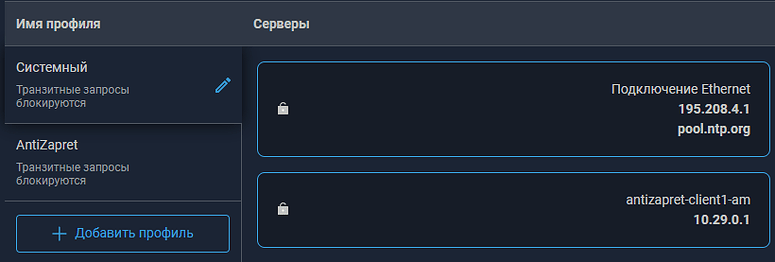 Имя профиля
Серверы
Системный
Транзитные запросы
блокируются
AntiZapret
Транзитные запросы
блокируются
Добавить профиль
Подключение Ethernet
195.208.4.1
pool.ntp.org
antizapret-client1-am
10.29.0.1